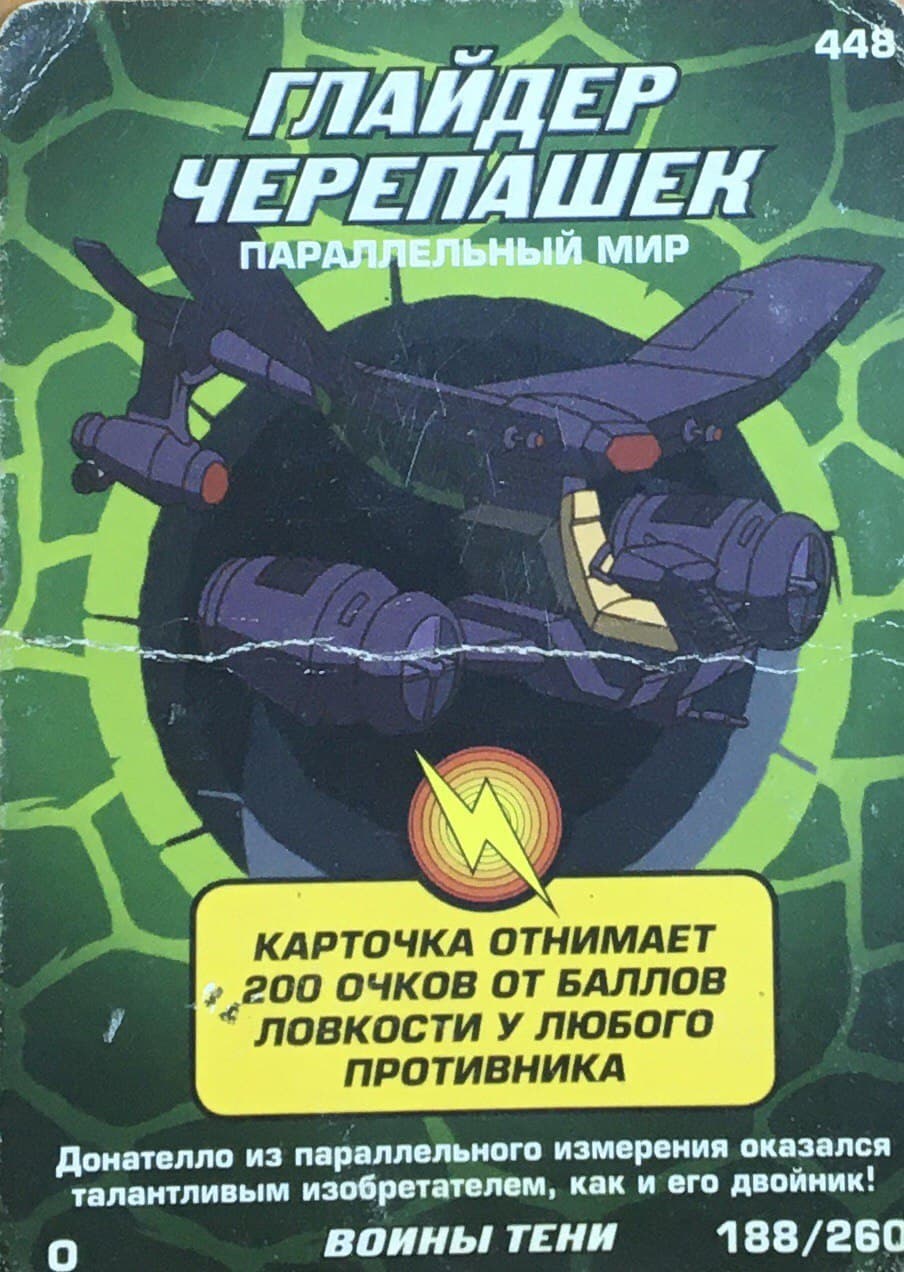 448
ГЛАЙДЕР
ЧЕРЕПАШЕК
ПАРАЛЛЕЛЬНЫЙ МИР
КАРТОЧКА ОТНИМАЕТ
200 ОЧКОВ ОТ БАЛЛОВ
ЛОВКОСТИ У ЛЮБОГО
ПРОТИВНИКА
Донателло из параллельного измерения оказался
талантливым изобретателем, как и его двойник!
О ВОИНЫ ТЕНИ 188/260